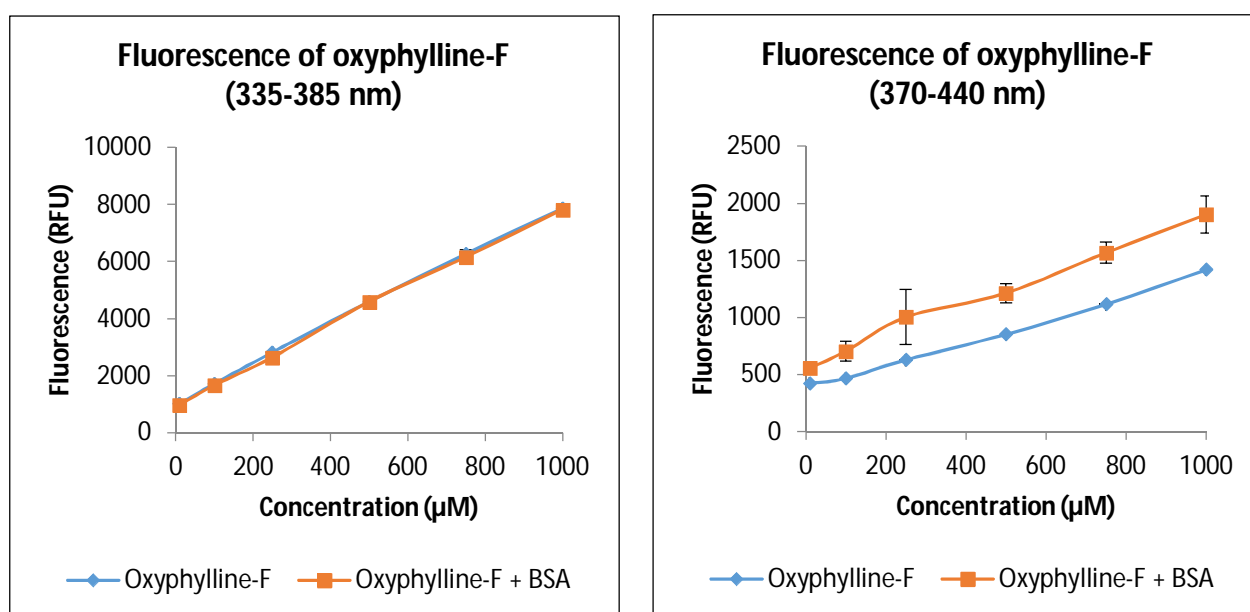 Fluorescence of oxyphylline-F
(335-385 nm)
10000
8000
6000
4000
2000
0
Fluorescence (RFU)
0 200 400 600 800 1000
Concentration (µM)
Oxyphylline-F Oxyphylline-F + BSA
Fluorescence of oxyphylline-F
(370-440 nm)
2500
2000
1500
1000
500
0
Fluorescence (RFU)
0 200 400 600 800 1000
Concentration (µM)
Oxyphylline-F Oxyphylline-F + BSA